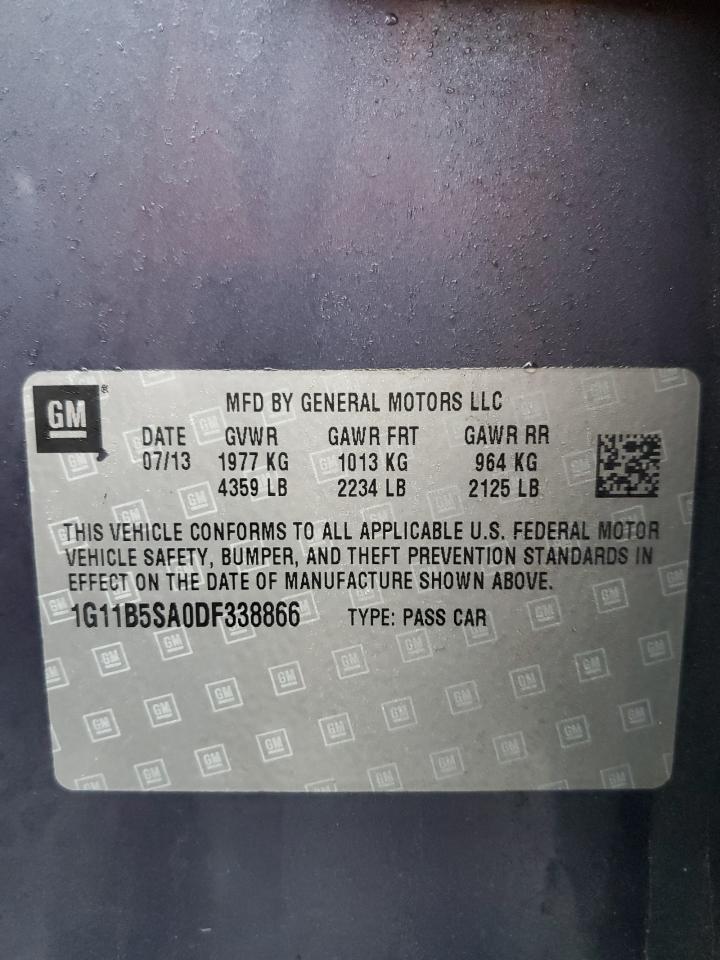 GM ®
MFD BY GENERAL MOTORS LLC
DATE GVWR GAWR FRT GAWR RR
07/13 1977 KG 1013 KG 964 KG
4359 LB 2234 LB 2125 LB
THIS VEHICLE CONFORMS TO ALL APPLICABLE U.S. FEDERAL MOTOR
VEHICLE SAFETY, BUMPER, AND THEFT PREVENTION STANDARDS IN
EFFECT ON THE DATE OF MANUFACTURE SHOWN ABOVE.
1G11B5SA0DF338866 TYPE: PASS CAR